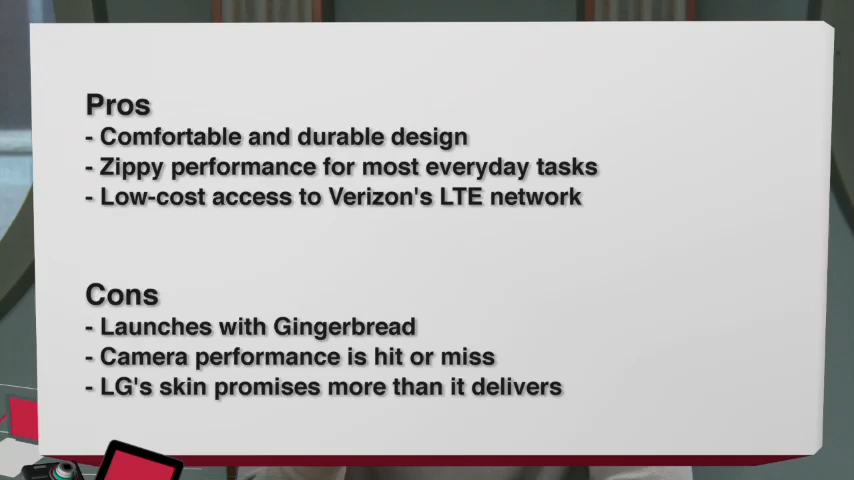 Pros
- Comfortable and durable design
- Zippy performance for most everyday tasks
- Low-cost access to Verizon's LTE network
Cons
- Launches with Gingerbread
- Camera performance is hit or miss
- LG's skin promises more than it delivers